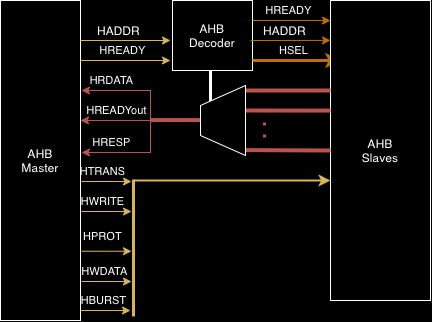 HADDR
HREADY
AHB
Decoder
HREADY
HADDR
HSEL
HRDATA
HREADYout
HRESP
AHB
Master
AHB
Slaves
HTRANS
HWRITE
HPROT
HWDATA
HBURST